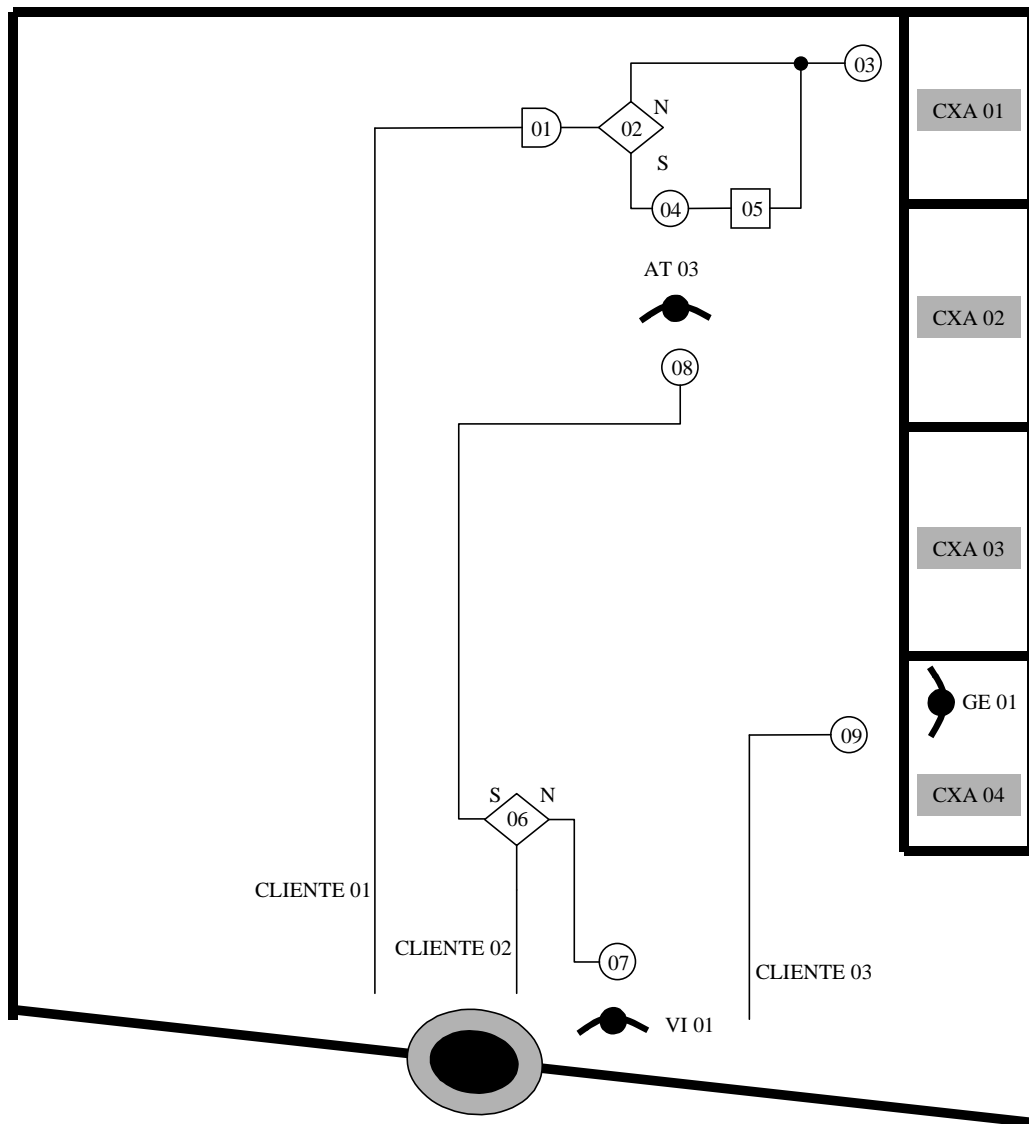 03
CXA 01
N
01
02
S
04
05
AT 03
CXA 02
08
CXA 03
GE 01
09
S
N
CXA 04
06
CLIENTE 01
CLIENTE 02
07
CLIENTE 03
VI 01